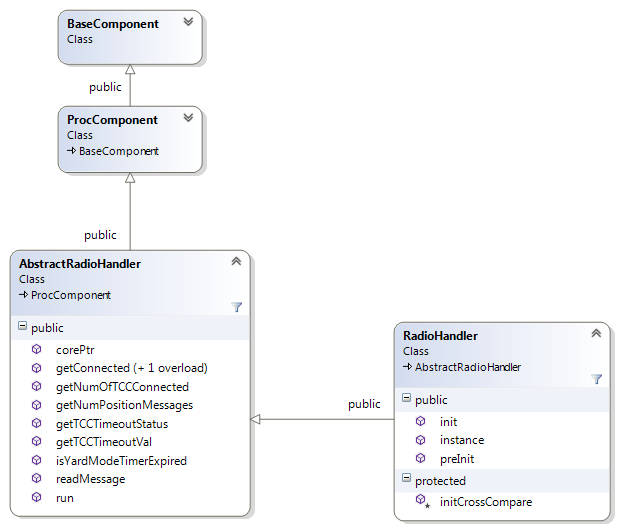 BaseComponent
Class
public
ProcComponent
Class
BaseComponent
public
AbstractRadioHandler
Class
ProcComponent
public
corePtr
getConnected (+ 1 overload)
getNumOfTCCConnected
getNumPositionMessages
getTCCTimeoutStatus
getTCCTimeoutVal
isYardModeTimerExpired
readMessage
run
public
RadioHandler
Class
AbstractRadioHandler
public
init
instance
preInit
protected
initCrossCompare